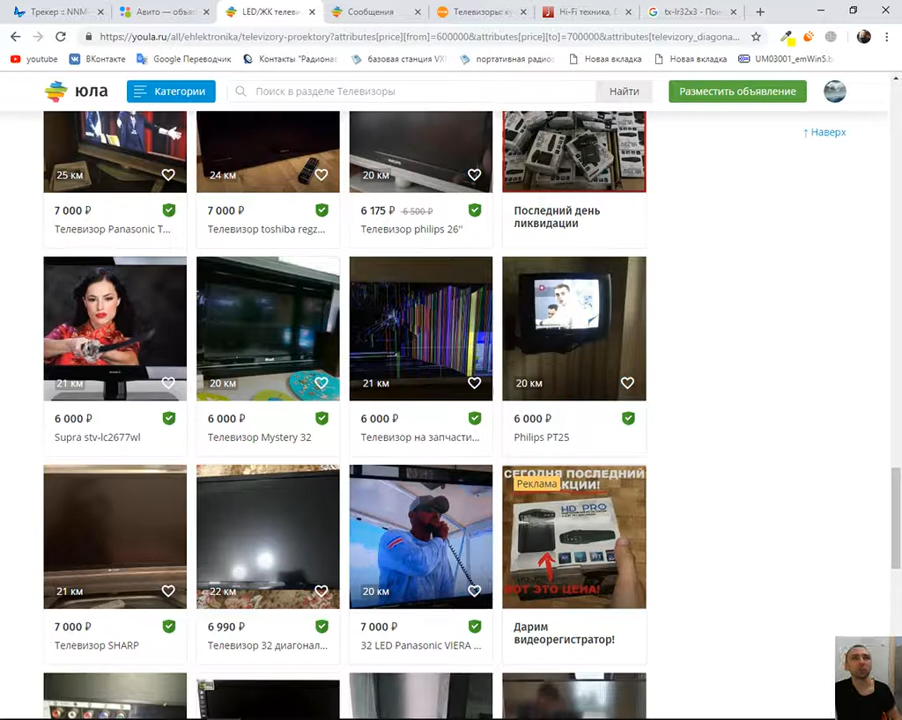 Трекер :: NNM-
Авито — объя
LED/ЖК телеви
Сообщения
Телевизоры: ку
Hi-Fi техника, D
tx-lr32x3 - Пои
https://youla.ru/all/ehlektronika/televizory-proektory?attributes[price][from]=600000&attributes[price][to]=700000&attributes[televizory_diagona...
youtube
ВКонтакте
Google Переводчик
Контакты "Радионас
базовая станция VX
портативная радиос
Новая вкладка
Новая вкладка
UM03001_emWin5.p
юла
Категории
Поиск в разделе Телевизоры
Найти
Разместить объявление
↑ Наверх
25 км
24 км
20 км
7 000 ₽
Телевизор Panasonic T...
7 000 ₽
Телевизор toshiba regz...
6 175 ₽ 6 500 ₽
Телевизор philips 26''
Последний день
ликвидации
21 км
20 км
21 км
20 км
6 000 ₽
Supra stv-lc2677wl
6 000 ₽
Телевизор Mystery 32
6 000 ₽
Телевизор на запчасти...
6 000 ₽
Philips PT25
СЕГОДНЯ ПОСЛЕДНИЙ
КЦИИ!
Реклама
HD PRO
ВОТ ЭТО ЦЕНА!
21 км
22 км
20 км
7 000 ₽
Телевизор SHARP
6 990 ₽
Телевизор 32 диагонал...
7 000 ₽
32 LED Panasonic VIERA ...
Дарим
видеорегистратор!